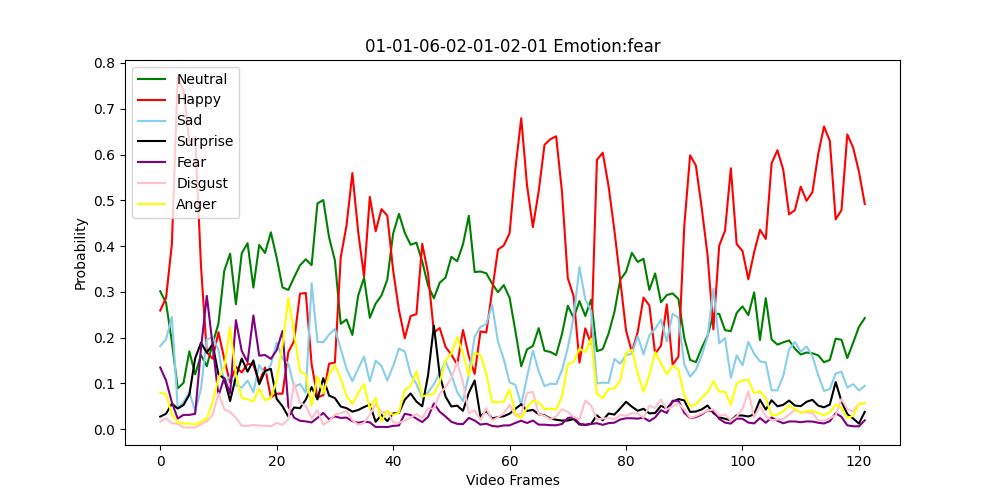 01-01-06-02-01-02-01 Emotion:fear
0.8
0.7
0.6
0.5
0.4
0.3
0.2
0.1
0.0
Probability
Neutral
Happy
Sad
Surprise
Fear
Disgust
Anger
0 20 40 60 80 100 120
Video Frames